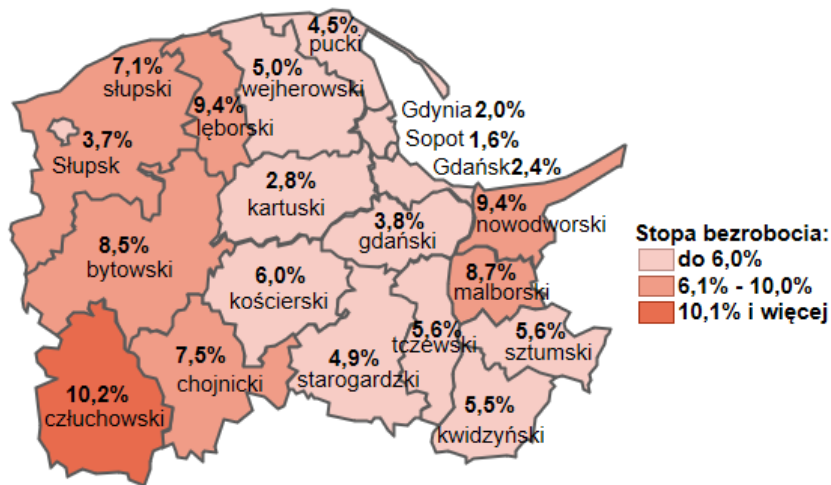 4,5%
pucki
7,1%
słupski
5,0%
wejherowski
9,4%
lęborski
Gdynia 2,0%
Sopot 1,6%
Gdańsk 2,4%
3,7%
Słupsk
2,8%
kartuski
3,8%
gdański
9,4%
nowodworski
8,5%
bytowski
6,0%
kościerski
8,7%
malborski
Stopa bezrobocia:
do 6,0%
6,1% - 10,0%
10,1% i więcej
10,2%
człuchowski
7,5%
chojnicki
4,9%
starogardzki
5,6%
tczewski
5,6%
sztumski
5,5%
kwidzyński